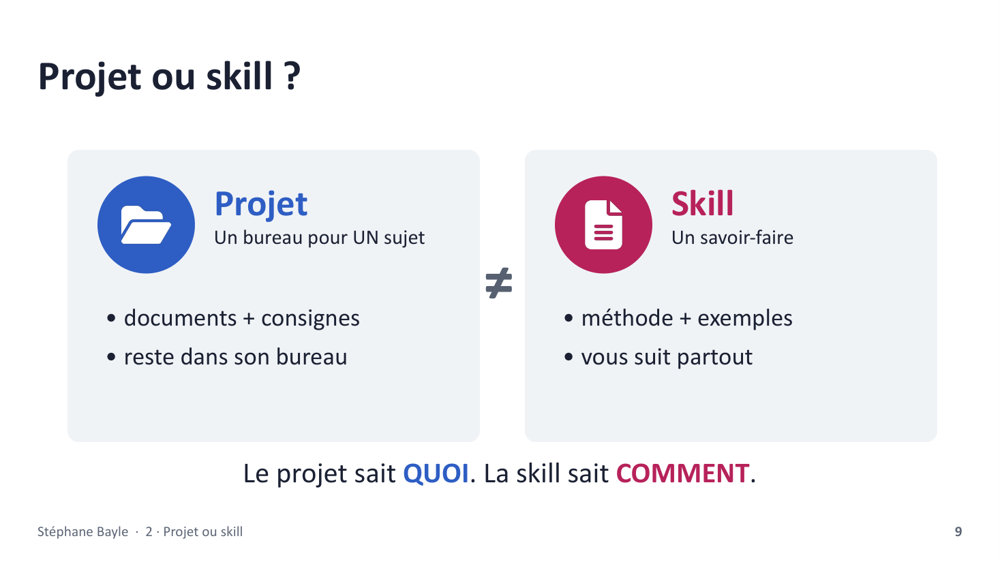 Projet ou skill ?
Projet
Un bureau pour UN sujet
• documents + consignes
• reste dans son bureau
≠
Skill
Un savoir-faire
• méthode + exemples
• vous suit partout
Le projet sait QUOI. La skill sait COMMENT.
Stéphane Bayle · 2 · Projet ou skill
9